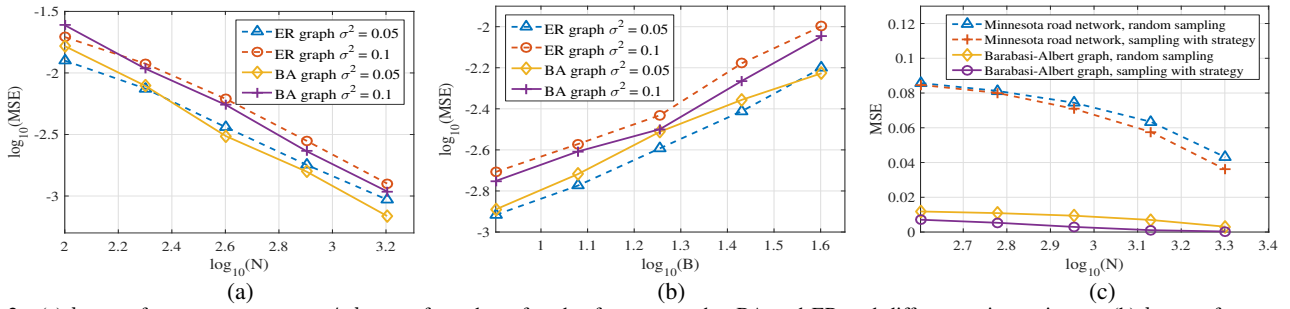 -1.5
-2
-2.5
-3
log10(MSE)
2 2.2 2.4 2.6 2.8 3 3.2
log10(N)
ER graph σ² = 0.05
ER graph σ² = 0.1
BA graph σ² = 0.05
BA graph σ² = 0.1
(a)
-2
-2.2
-2.4
-2.6
-2.8
-3
log10(MSE)
1 1.1 1.2 1.3 1.4 1.5 1.6
log10(B)
ER graph σ² = 0.05
ER graph σ² = 0.1
BA graph σ² = 0.05
BA graph σ² = 0.1
(b)
0.12
0.1
0.08
0.06
0.04
0.02
0
MSE
2.7 2.8 2.9 3 3.1 3.2 3.3 3.4
log10(N)
Minnesota road network, random sampling
Minnesota road network, sampling with strategy
Barabasi-Albert graph, random sampling
Barabasi-Albert graph, sampling with strategy
(c)